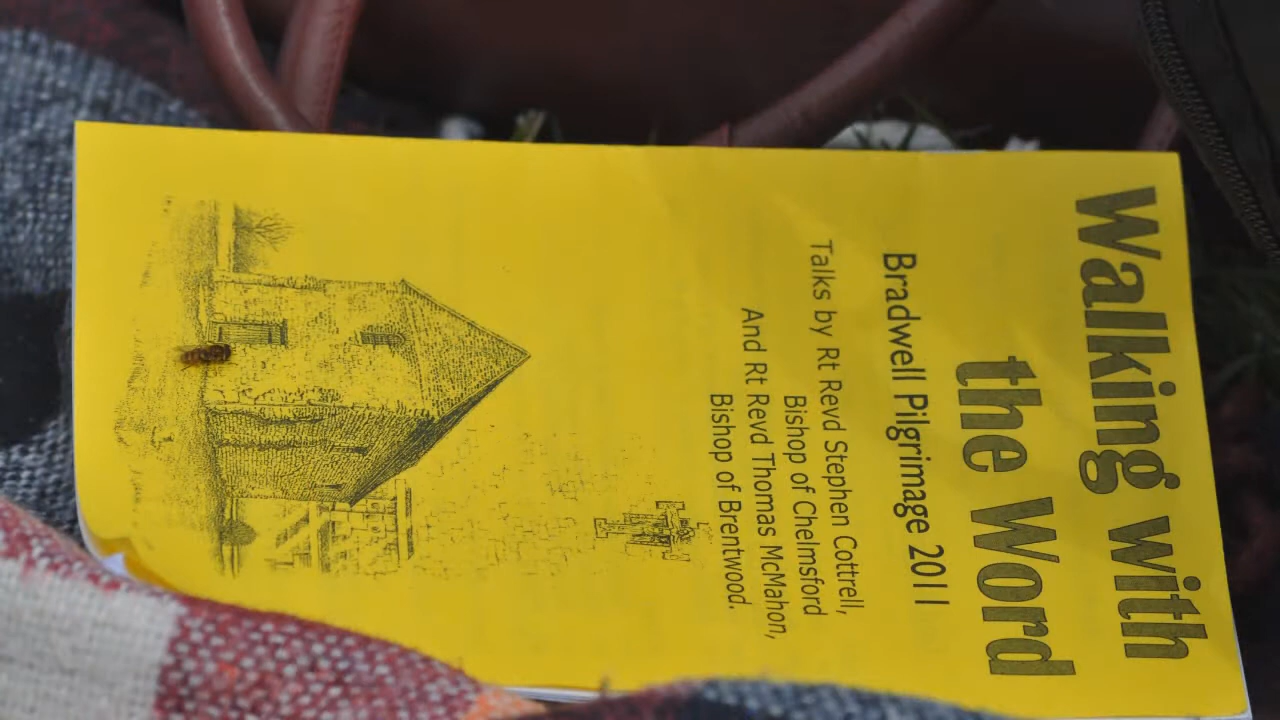 Walking with
the Word
Bradwell Pilgrimage 2011
Talks by Rt Revd Stephen Cottrell,
Bishop of Chelmsford
And Rt Revd Thomas McMahon,
Bishop of Brentwood.